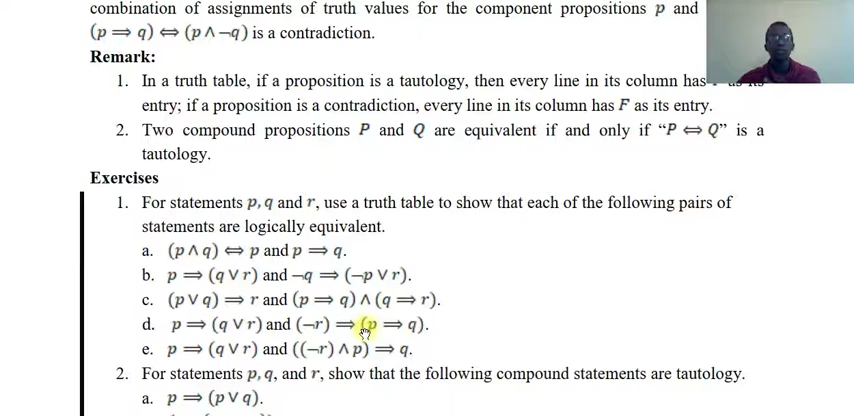 combination of assignments of truth values for the component propositions p and
(p ⟹ q) ⇔ (p ∧ ¬q) is a contradiction.
Remark:
1. In a truth table, if a proposition is a tautology, then every line in its column has
entry; if a proposition is a contradiction, every line in its column has F as its entry.
2. Two compound propositions P and Q are equivalent if and only if “P ⇔ Q” is a
tautology.
Exercises
1. For statements p, q and r, use a truth table to show that each of the following pairs of
statements are logically equivalent.
a. (p ∧ q) ⇔ p and p ⟹ q.
b. p ⟹ (q ∨ r) and ¬q ⟹ (¬p ∨ r).
c. (p ∨ q) ⟹ r and (p ⟹ q) ∧ (q ⟹ r).
d. p ⟹ (q ∨ r) and (¬r) ⟹ (p ⟹ q).
e. p ⟹ (q ∨ r) and ((¬r) ∧ p) ⟹ q.
2. For statements p, q, and r, show that the following compound statements are tautology.
a. p ⟹ (p ∨ q).